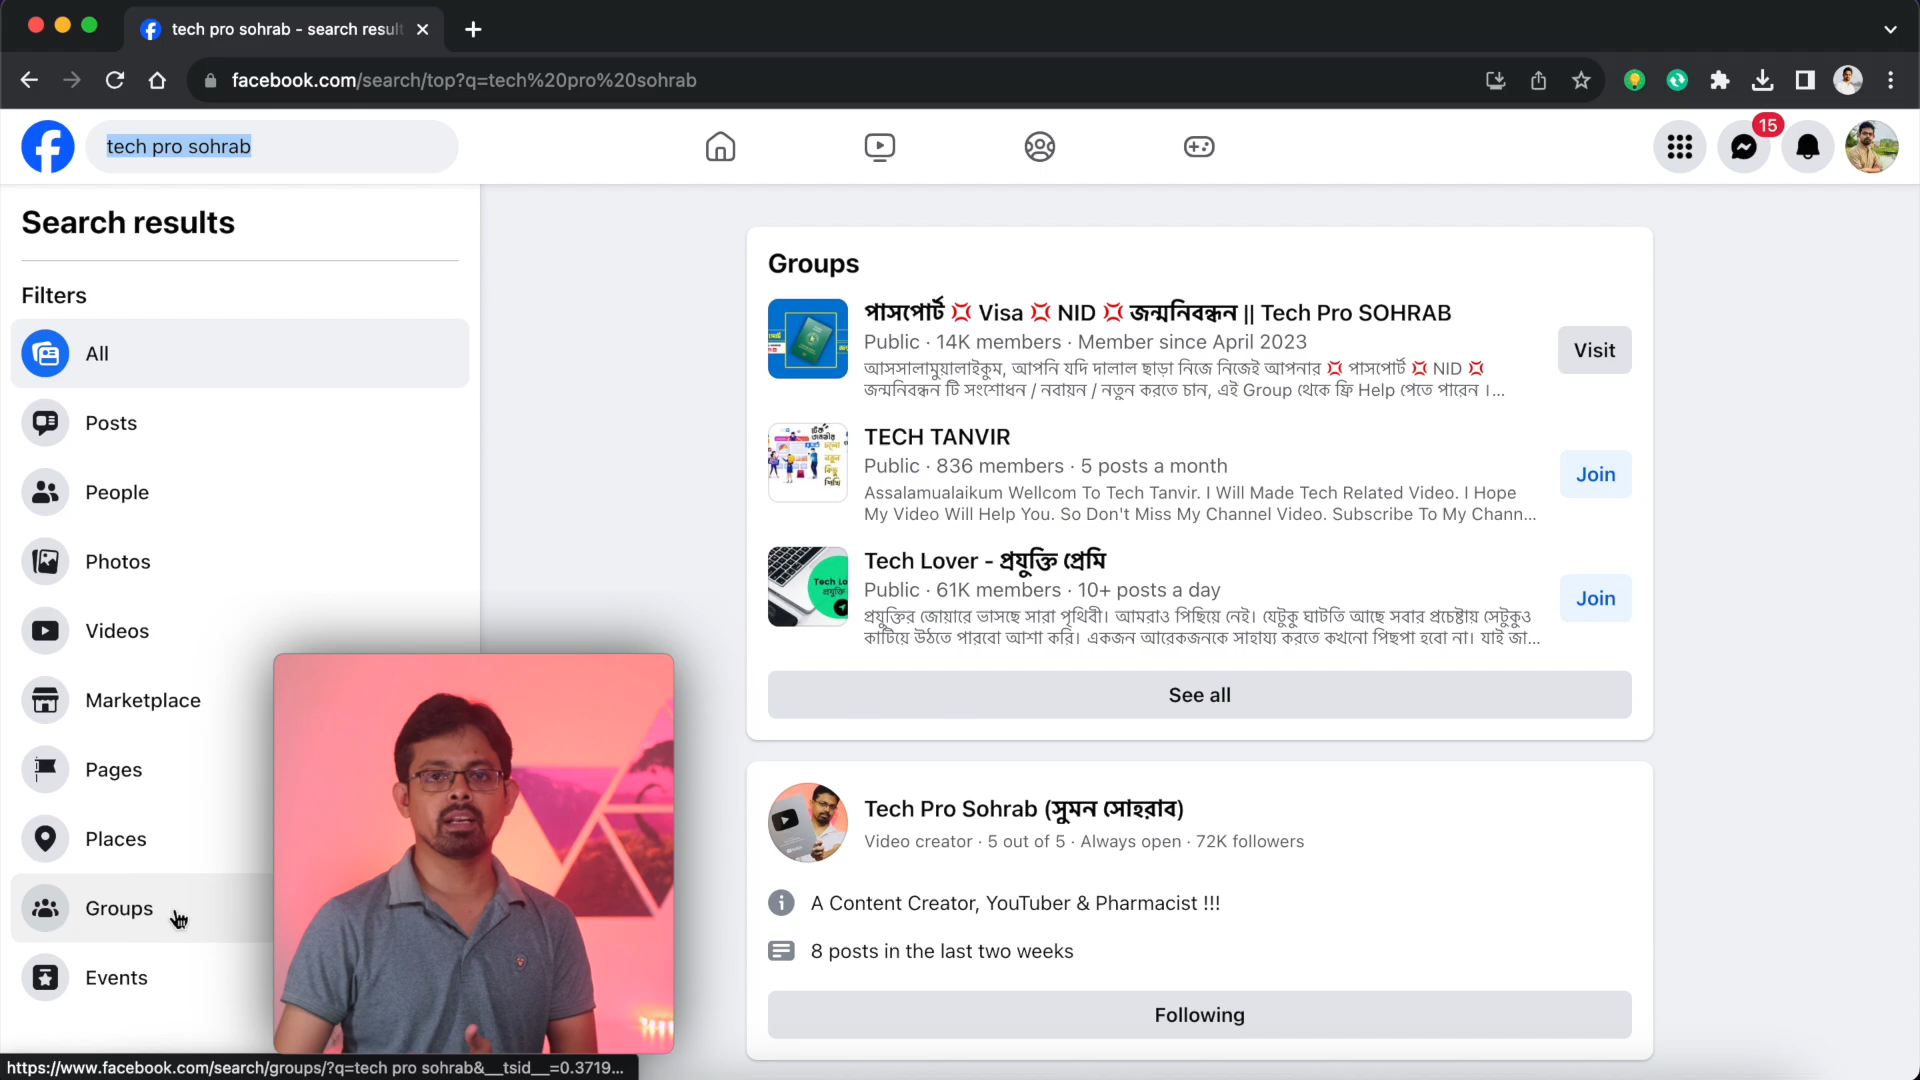 tech pro sohrab - search result
facebook.com/search/top?q=tech%20pro%20sohrab
tech pro sohrab
15
Search results
Filters
All
Posts
People
Photos
Videos
Marketplace
Pages
Places
Groups
Events
Groups
পাসপোর্ট 💢 Visa 💢 NID 💢 জন্মনিবন্ধন || Tech Pro SOHRAB
Public · 14K members · Member since April 2023
আসসালামুয়ালাইকুম, আপনি যদি দালাল ছাড়া নিজে নিজেই আপনার 💢 পাসপোর্ট 💢 NID 💢
জন্মনিবন্ধন টি সংশোধন / নবায়ন / নতুন করতে চান, এই Group থেকে ফ্রি Help পেতে পারেন ।...
Visit
TECH TANVIR
Public · 836 members · 5 posts a month
Assalamualaikum Wellcom To Tech Tanvir. I Will Made Tech Related Video. I Hope
My Video Will Help You. So Don't Miss My Channel Video. Subscribe To My Chann...
Join
Tech Lover - প্রযুক্তি প্রেমি
Public · 61K members · 10+ posts a day
প্রযুক্তির জোয়ারে ভাসছে সারা পৃথিবী। আমরাও পিছিয়ে নেই। যেটুকু ঘাটতি আছে সবার প্রচেষ্টায় সেটুকুও
কাটিয়ে উঠতে পারবো আশা করি। একজন আরেকজনকে সাহায্য করতে কখনো পিছপা হবো না। যাই জা...
Join
See all
Tech Pro Sohrab (সুমন সোহরাব)
Video creator · 5 out of 5 · Always open · 72K followers
A Content Creator, YouTuber & Pharmacist !!!
8 posts in the last two weeks
Following
https://www.facebook.com/search/groups/?q=tech pro sohrab&__tsid__=0.3719...